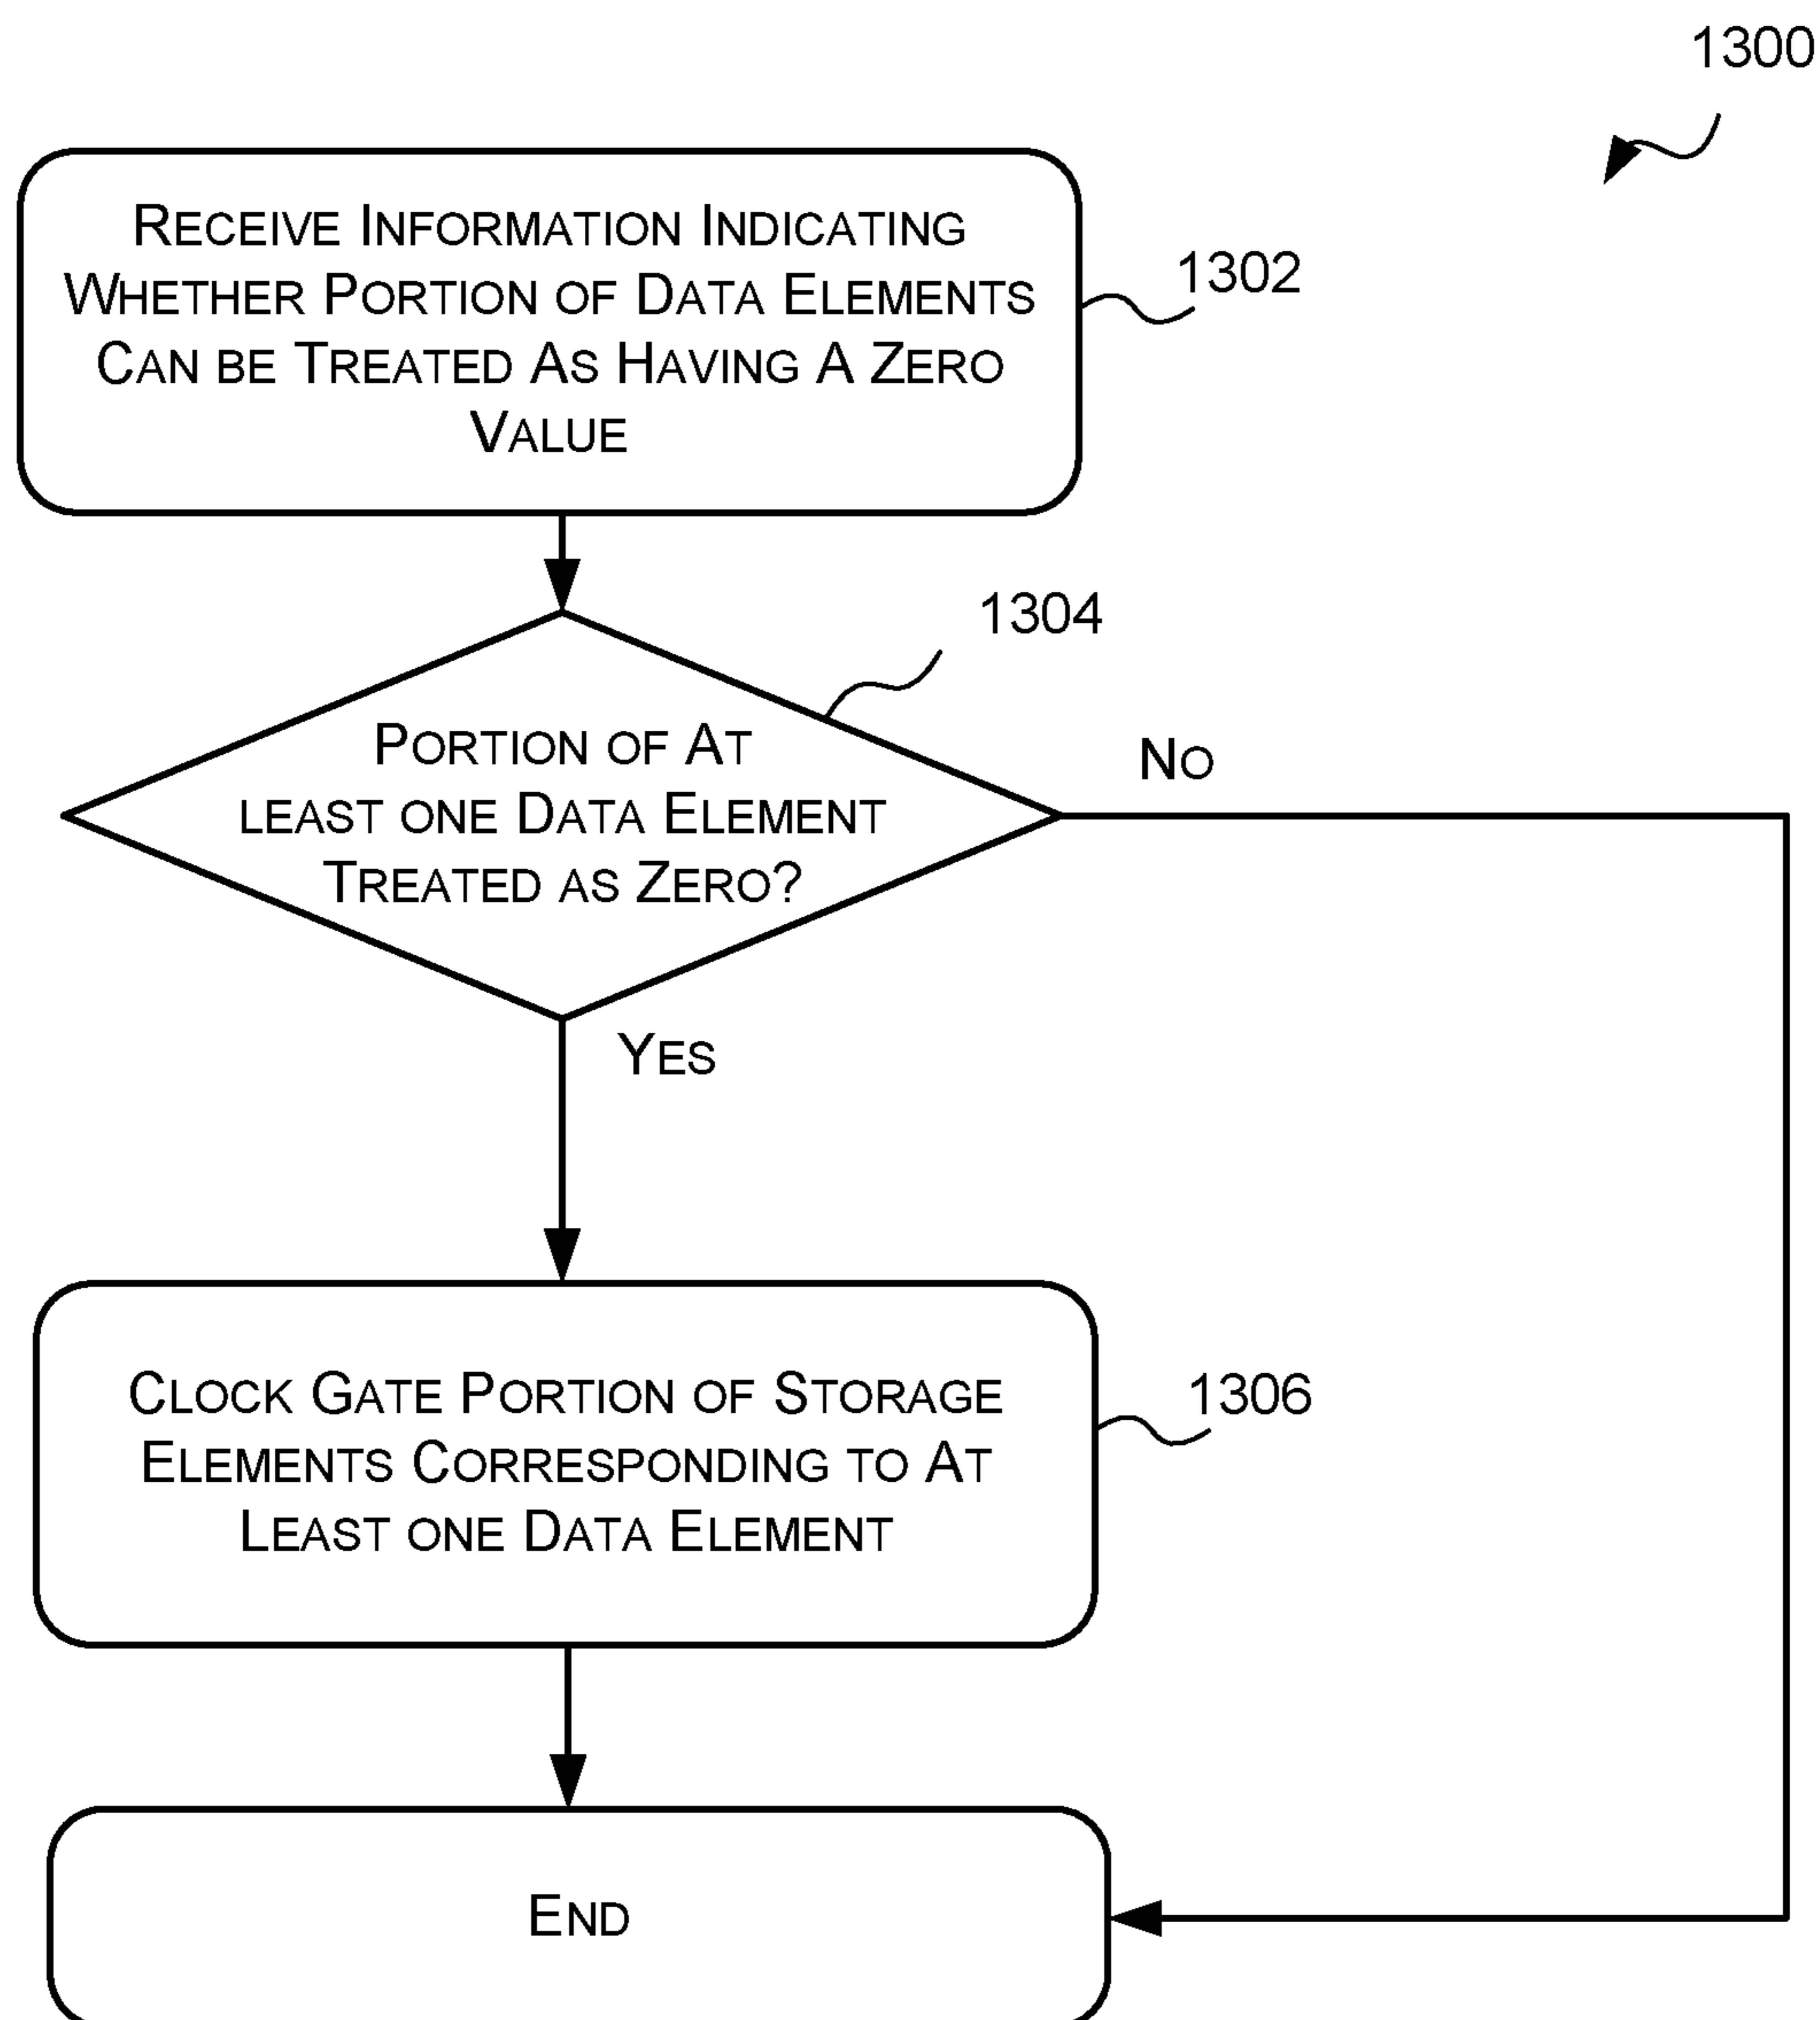 1300
Receive Information Indicating
Whether Portion of Data Elements
Can be Treated As Having A Zero
Value
1302
1304
Portion of At
least one Data Element
Treated as Zero?
No
Yes
Clock Gate Portion of Storage
Elements Corresponding to At
Least one Data Element
1306
End